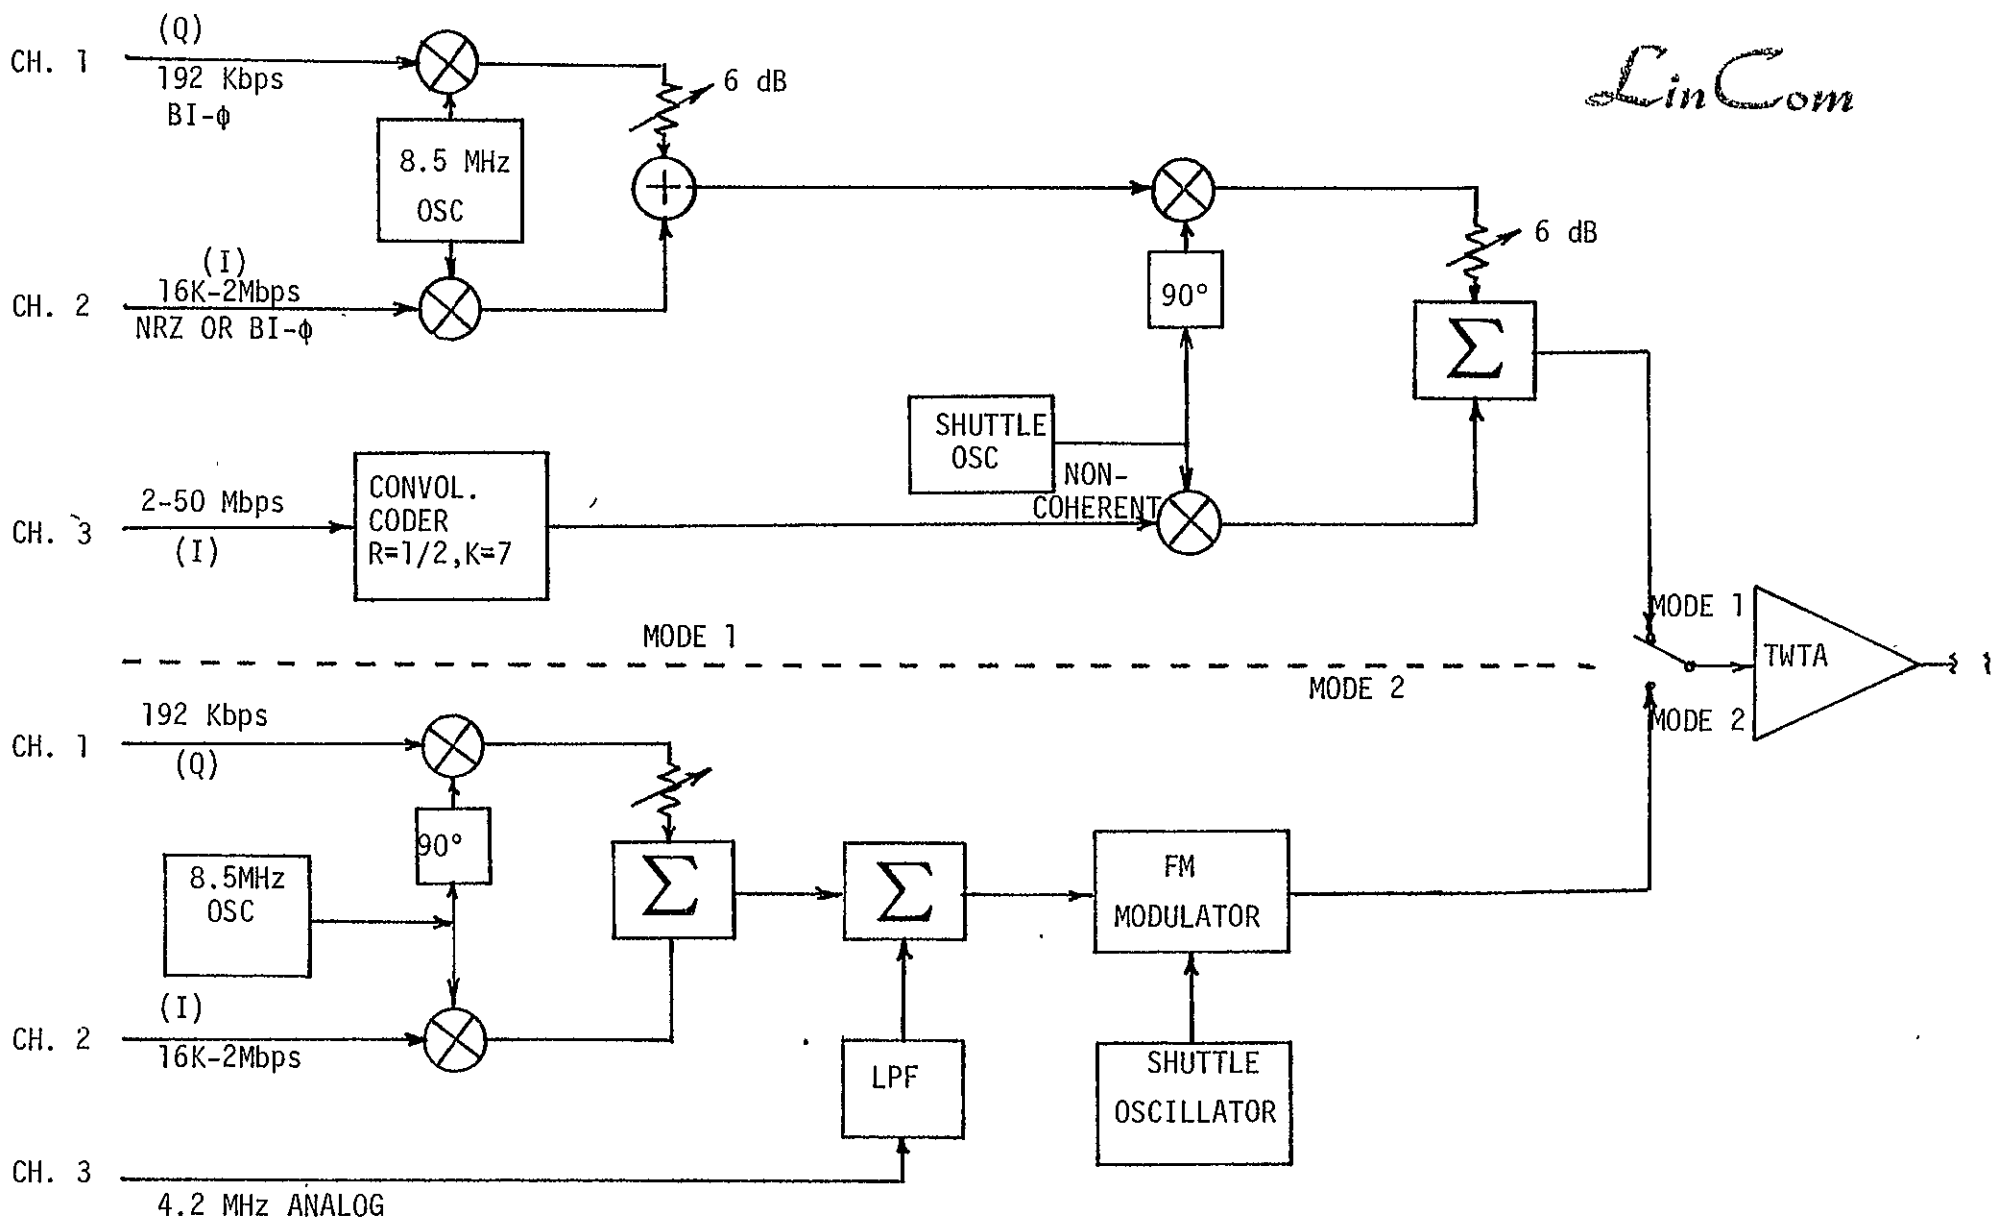 LinCom
(Q)
CH. 1
192 Kbps
BI-ϕ
6 dB
8.5 MHz
OSC
(I)
CH. 2
16K-2Mbps
NRZ OR BI-ϕ
90°
6 dB
Σ
SHUTTLE
OSC
NON-
COHERENT
CH. 3
2-50 Mbps
(I)
CONVOL.
CODER
R=1/2,K=7
MODE 1
MODE 1
TWTA
MODE 2
MODE 2
CH. 1
192 Kbps
(Q)
90°
8.5MHz
OSC
Σ
Σ
FM
MODULATOR
(I)
CH. 2
16K-2Mbps
LPF
SHUTTLE
OSCILLATOR
CH. 3
4.2 MHz ANALOG